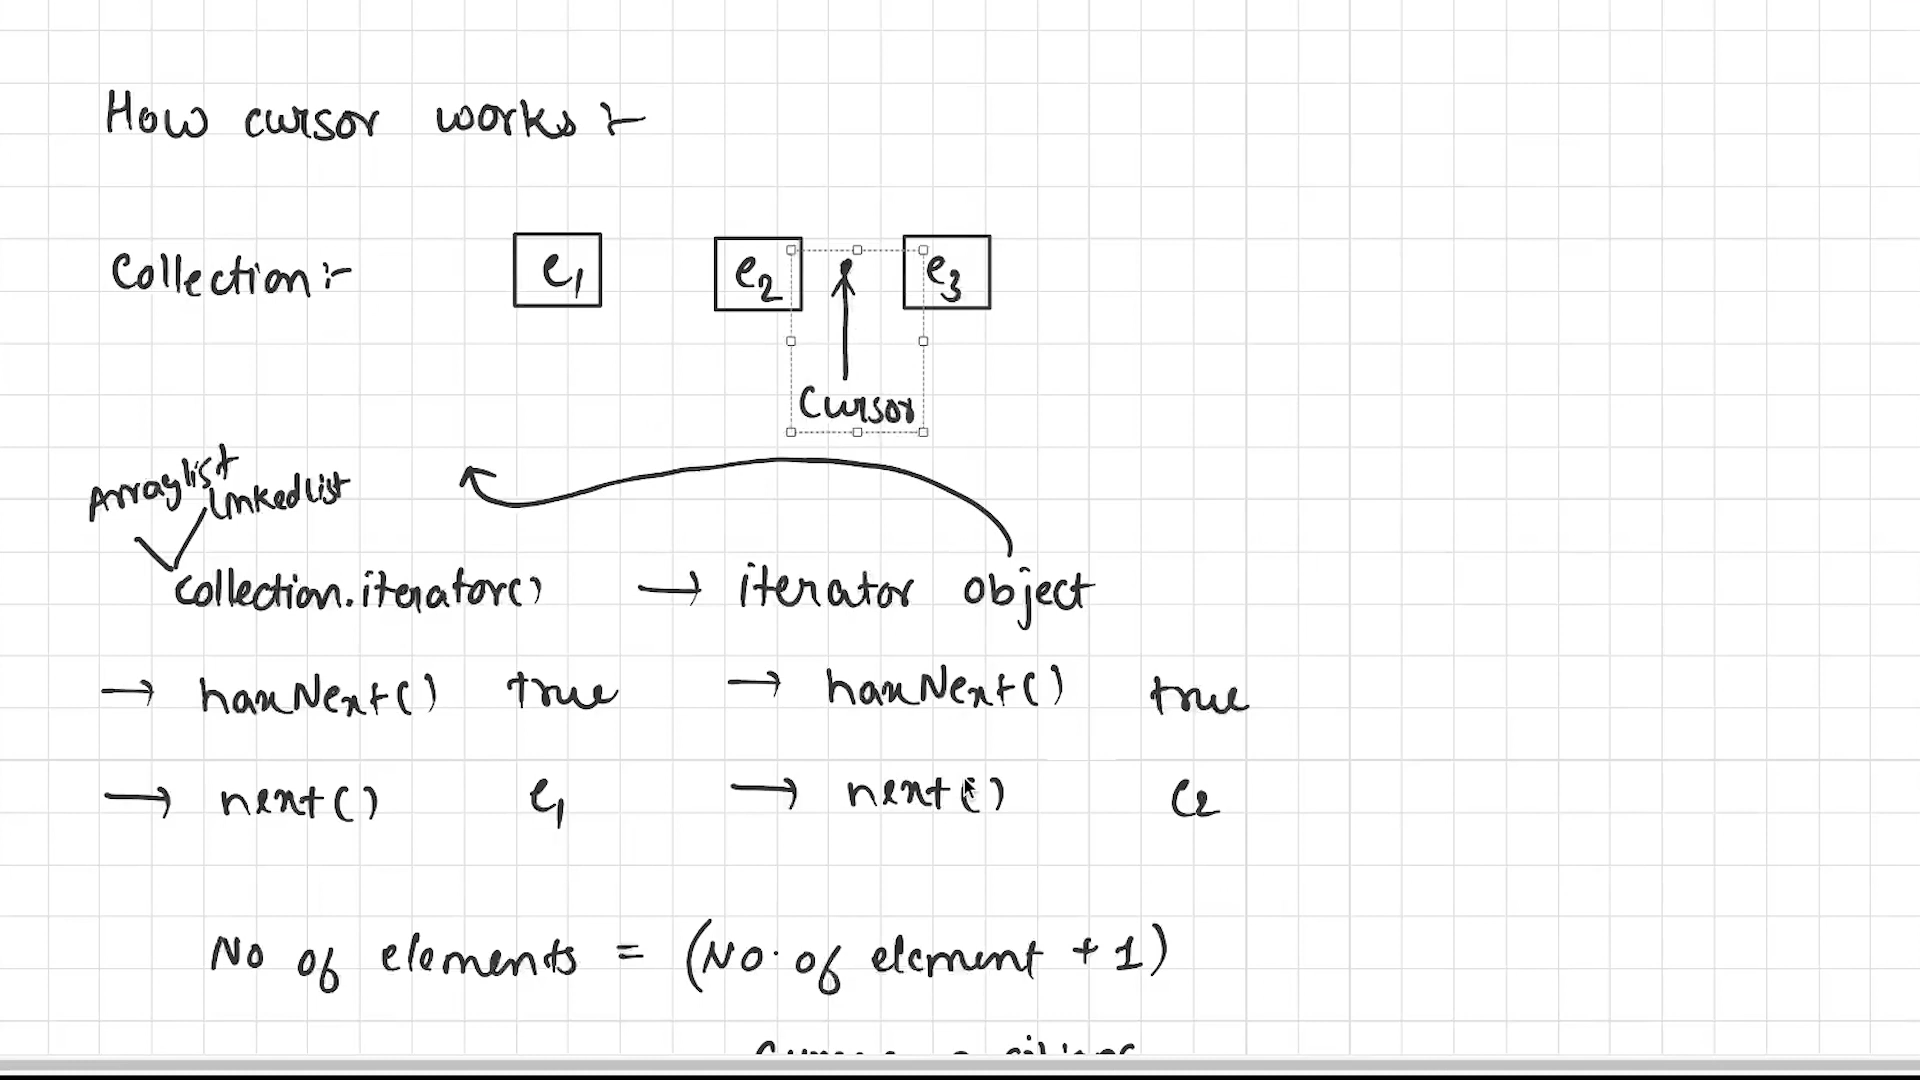 How cursor works :-
Collection :- e1 e2 e3
Cursor
Arraylist
Linkedlist
Collection.iterator() → iterator object
→ hasNext() true → hasNext() true
→ next() e1 → next() e2
No of elements = (No. of element + 1)